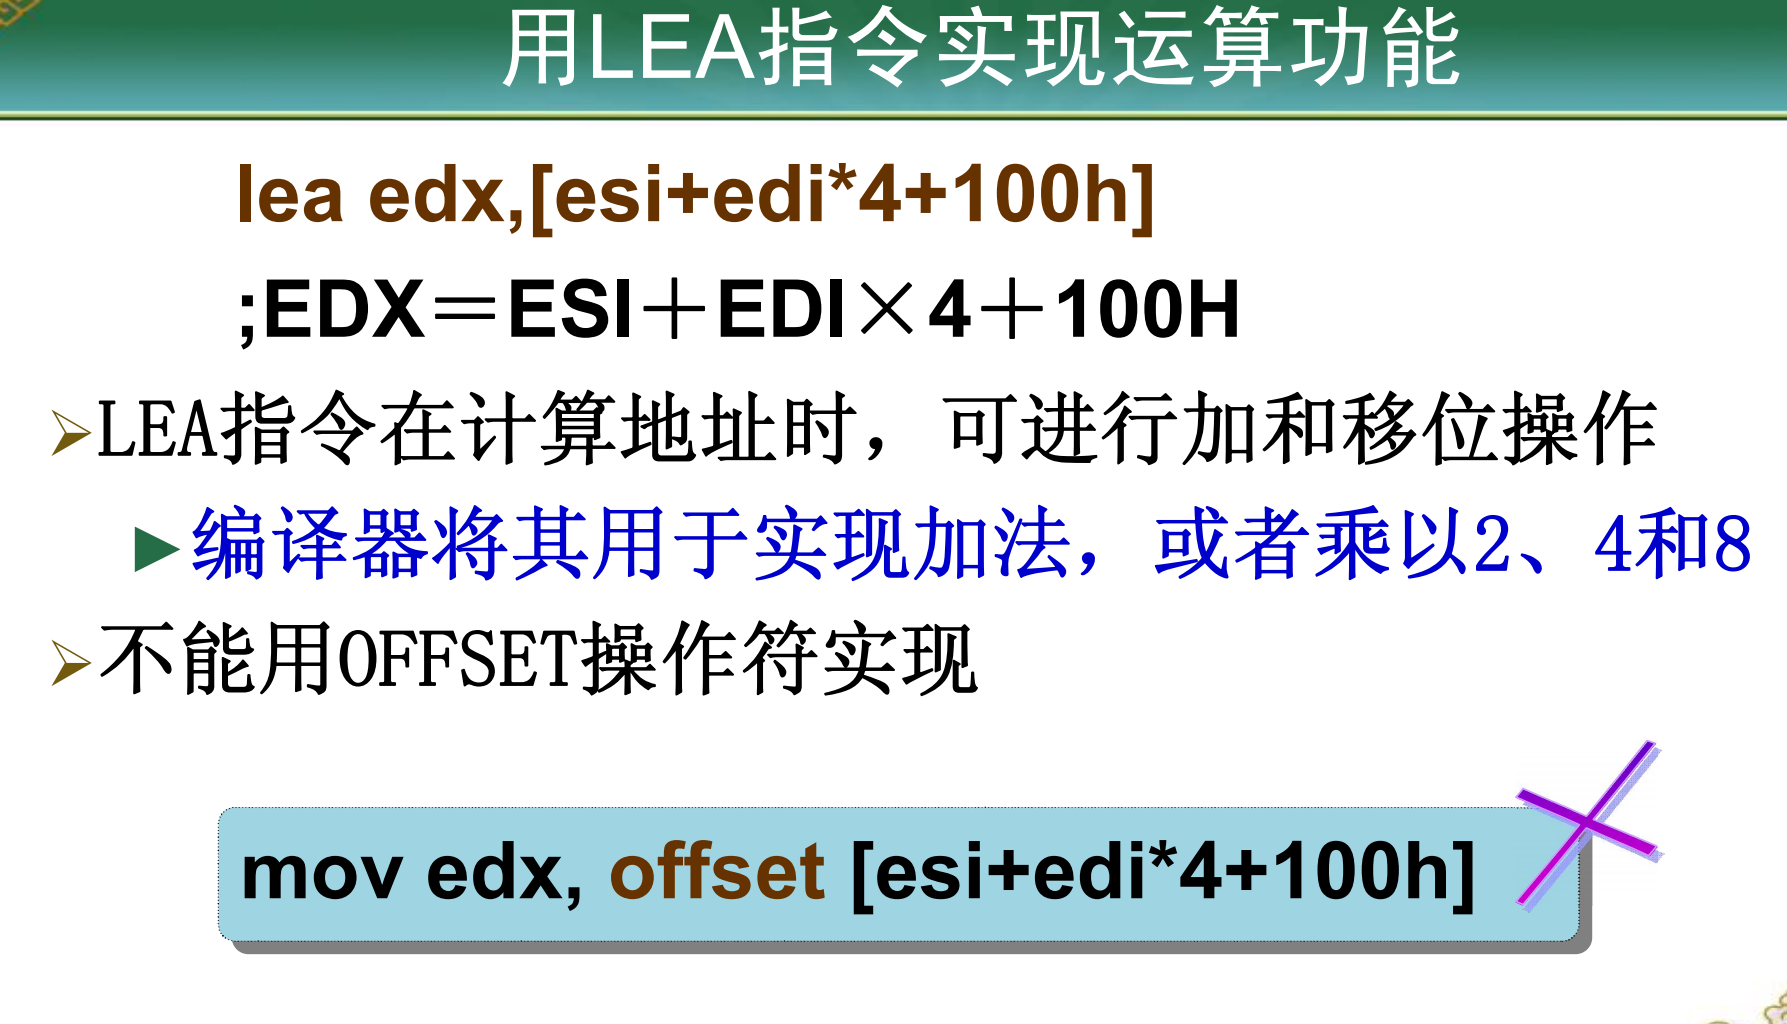 用LEA指令实现运算功能
lea edx,[esi+edi*4+100h]
;EDX＝ESI＋EDI×4＋100H
LEA指令在计算地址时，可进行加和移位操作
编译器将其用于实现加法，或者乘以2、4和8
不能用OFFSET操作符实现
mov edx, offset [esi+edi*4+100h]